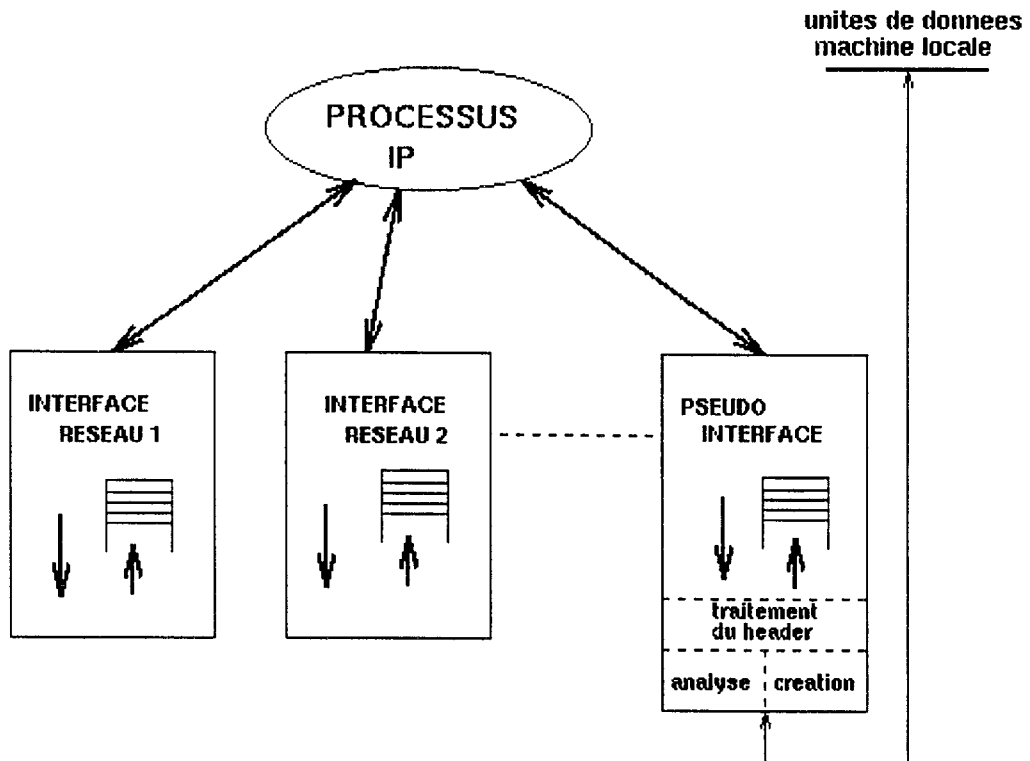 unites de donnees
machine locale
PROCESSUS
IP
INTERFACE
RESEAU 1
INTERFACE
RESEAU 2
PSEUDO
INTERFACE
traitement
du header
analyse
creation